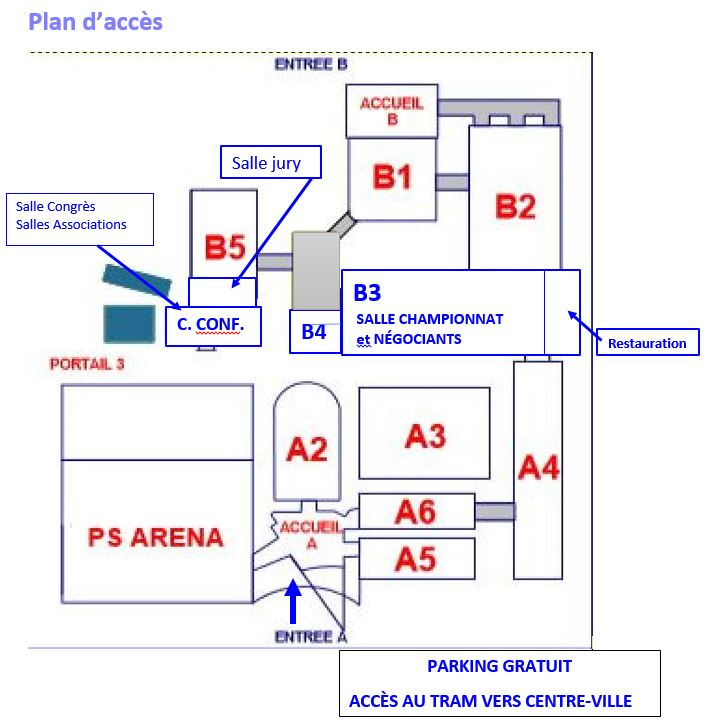 Plan d'accès
ENTREE B
ACCUEIL
B
Salle jury
B1
B2
Salle Congrès
Salles Associations
B5
B3
SALLE CHAMPIONNAT
et NÉGOCIANTS
C. CONF.
B4
Restauration
PORTAIL 3
A2
A3
A4
A6
PS ARENA
ACCUEIL
A
A5
ENTREE A
PARKING GRATUIT
ACCÈS AU TRAM VERS CENTRE-VILLE